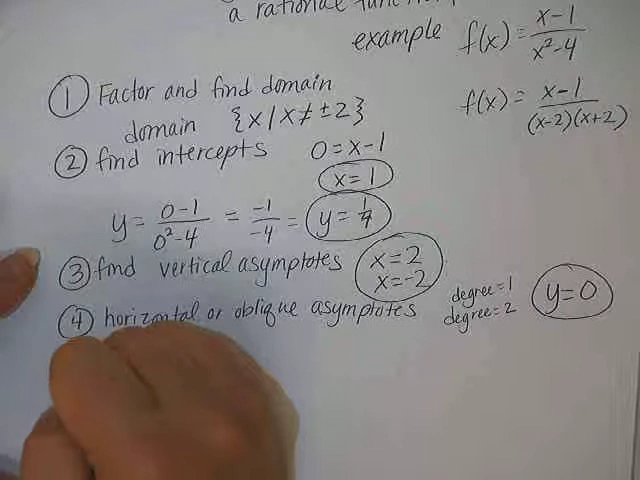 a rational function
example f(x) = x-1 / x²-4
① Factor and find domain
domain {x | x ≠ ±2}
f(x) = x-1 / (x-2)(x+2)
② find intercepts 0 = x-1
x = 1
y = 0-1 / 0²-4 = -1 / -4 = y = 1/4
③ find vertical asymptotes x = 2
x = -2
④ horizontal or oblique asymptotes degree = 1
degree = 2
y = 0